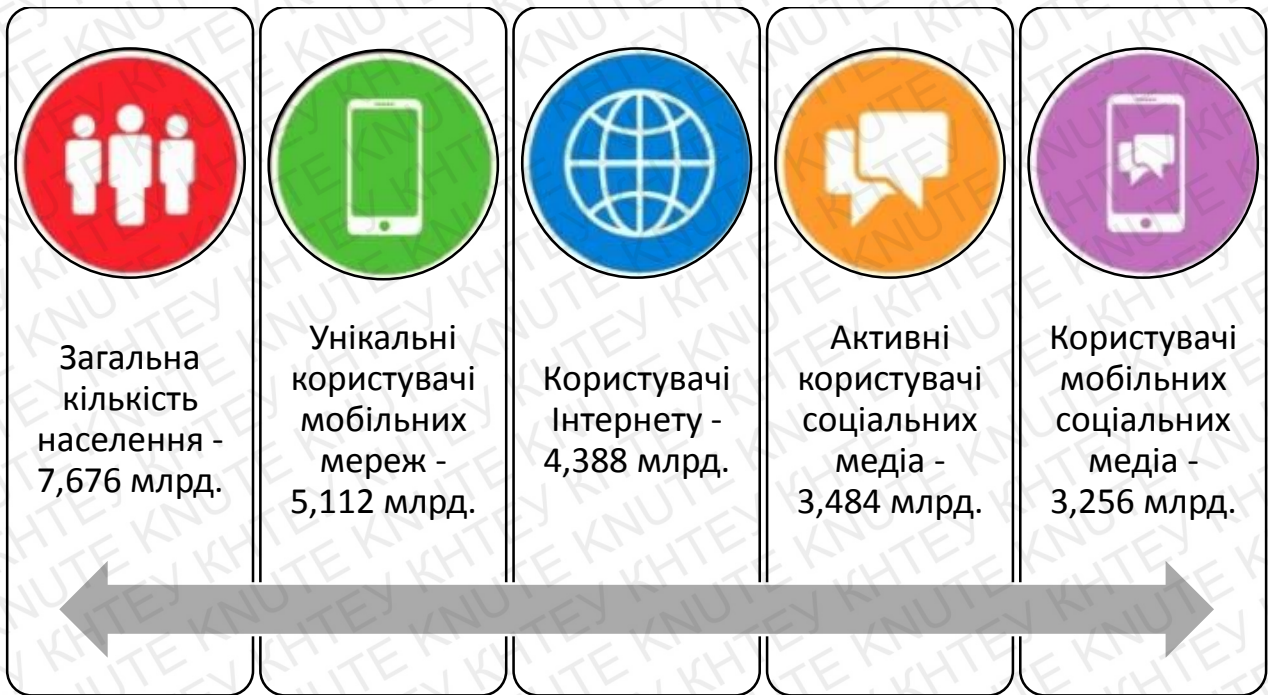 Загальна
кількість
населення -
7,676 млрд.
Унікальні
користувачі
мобільних
мереж -
5,112 млрд.
Користувачі
Інтернету -
4,388 млрд.
Активні
користувачі
соціальних
медіа -
3,484 млрд.
Користувачі
мобільних
соціальних
медіа -
3,256 млрд.